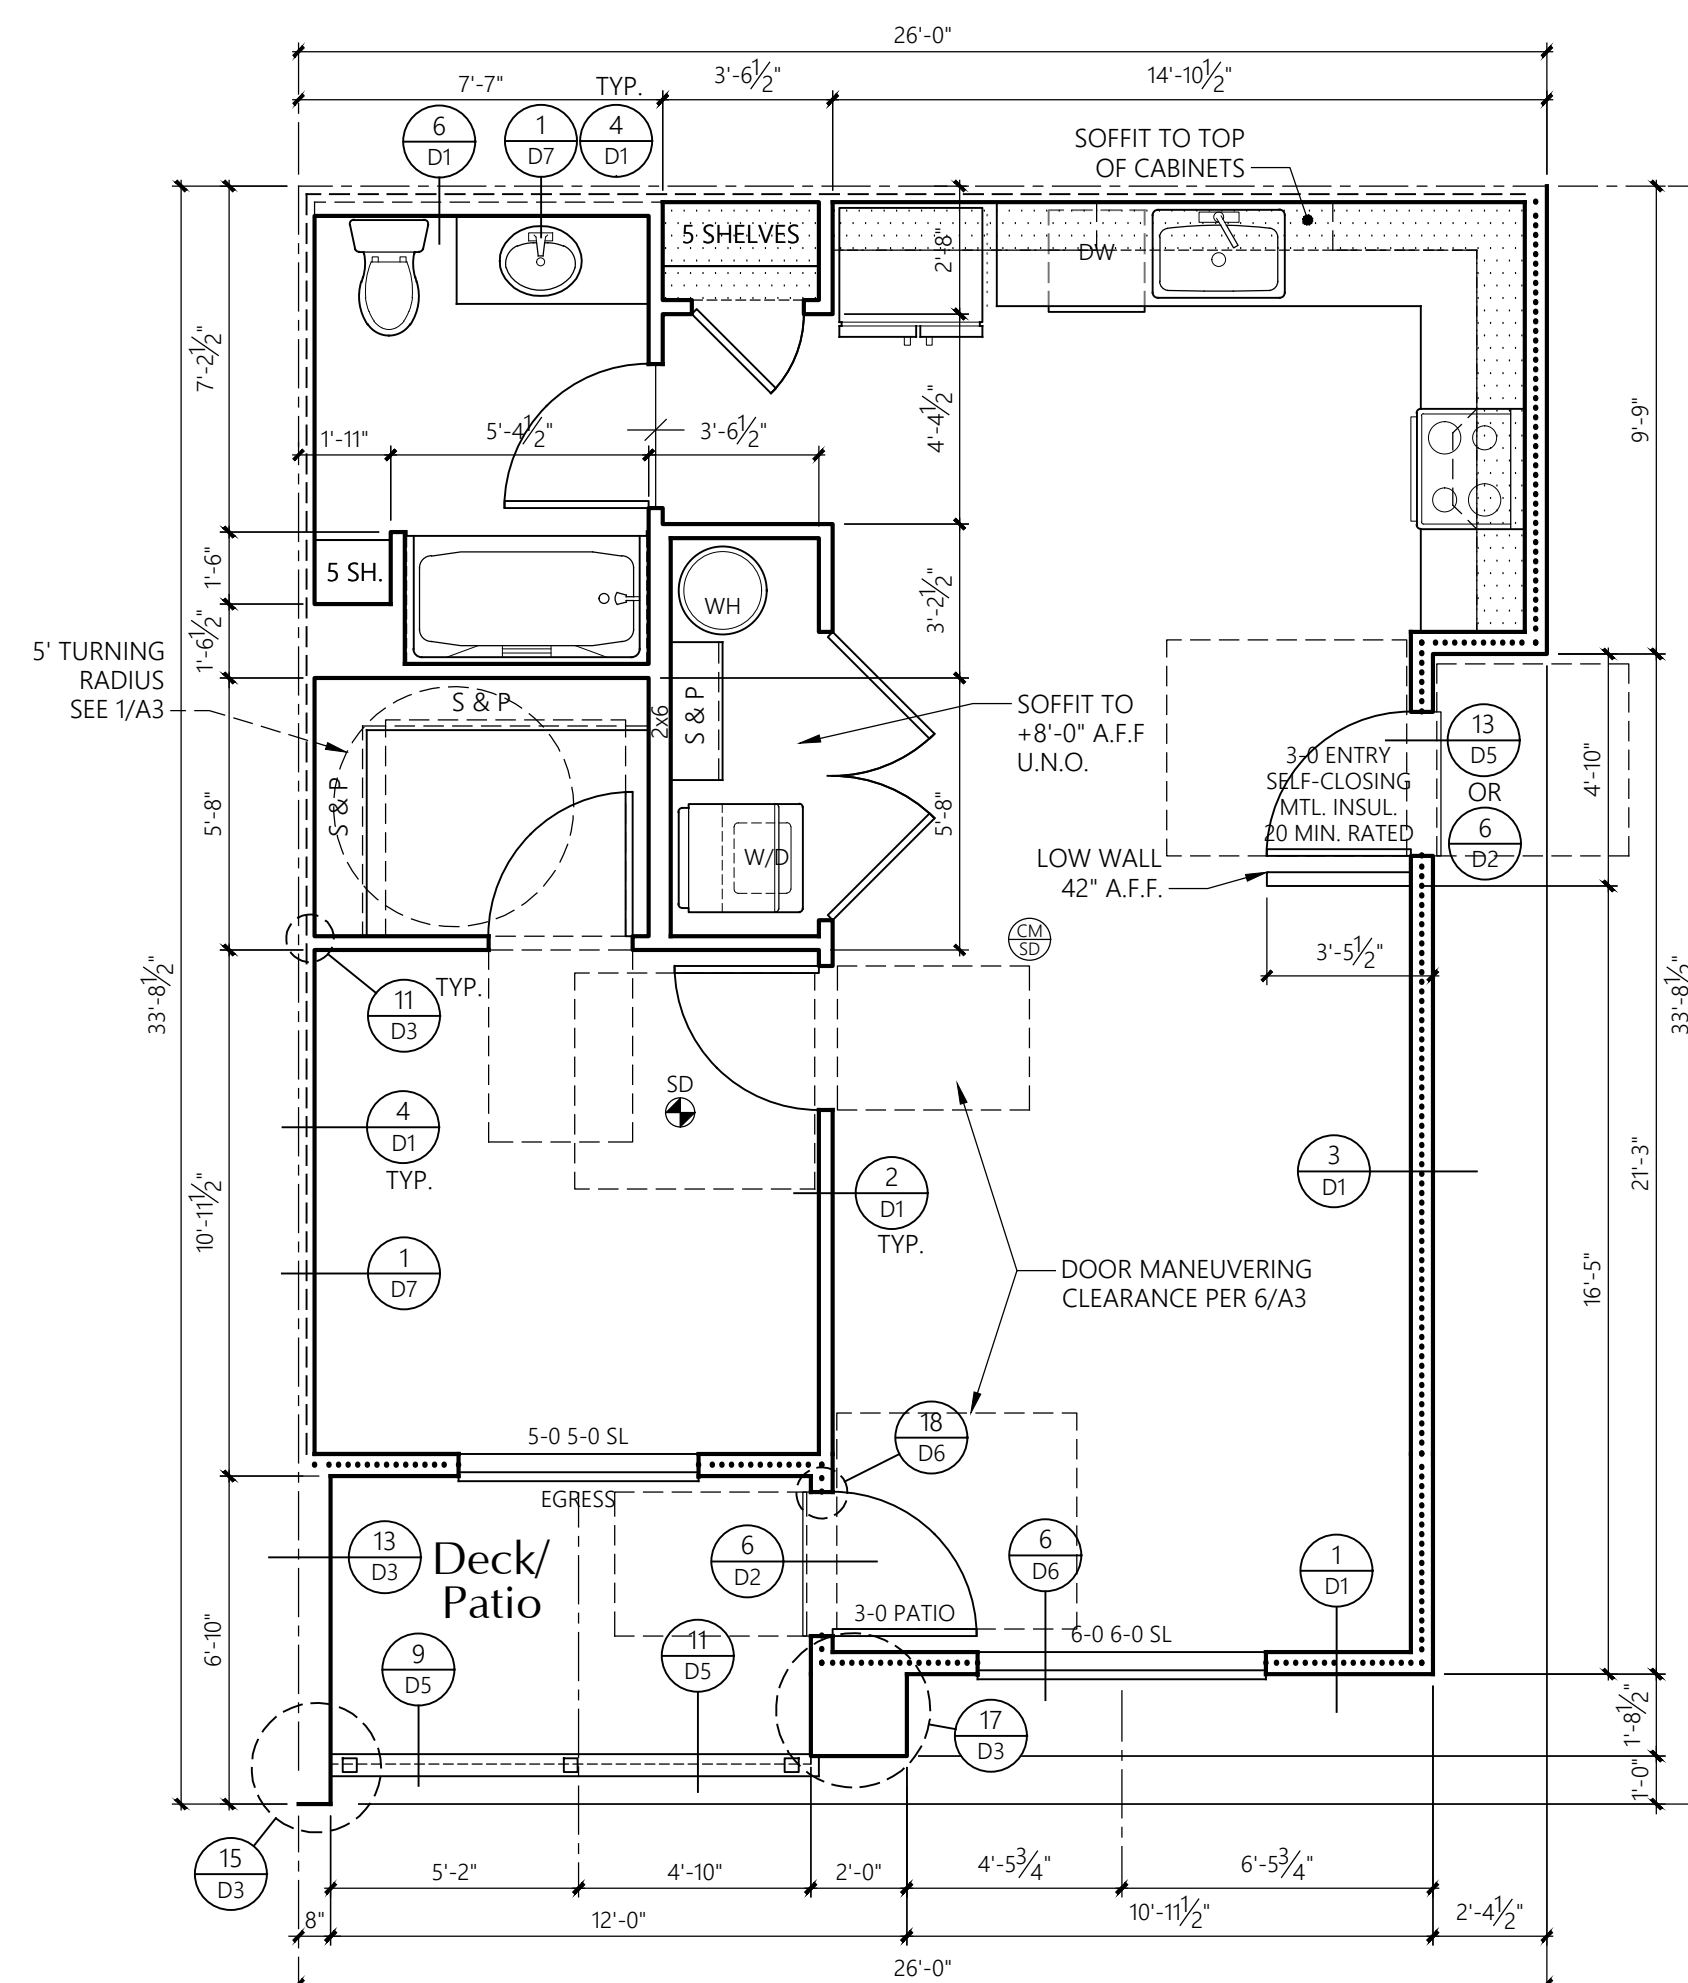 26'-0"
7'-7"
TYP.
3'-6½"
14'-10½"
6
D1
1
D7
4
D1
SOFFIT TO TOP
OF CABINETS
5 SHELVES
2'-8"
DW
7'-2½"
1'-11"
5'-4½"
3'-6½"
4'-4½"
9'-9"
1'-6"
5 SH.
WH
3'-2½"
1'-6½"
5' TURNING
RADIUS
SEE 1/A3
S & P
S & P
2x6
S & P
SOFFIT TO
+8'-0" A.F.F
U.N.O.
13
D5
OR
6
D2
3-0 ENTRY
SELF-CLOSING
MTL. INSUL.
20 MIN. RATED
4'-10"
5'-8"
5'-8"
W/D
LOW WALL
42" A.F.F.
CM
SD
3'-5½"
33'-8½"
33'-8½"
11
D3
TYP.
SD
4
D1
TYP.
2
D1
TYP.
3
D1
21'-3"
10'-11½"
1
D7
DOOR MANEUVERING
CLEARANCE PER 6/A3
16'-5"
5-0 5-0 SL
18
D6
EGRESS
13
D3
Deck/
Patio
6
D2
6
D6
1
D1
3-0 PATIO
6-0 6-0 SL
6'-10"
9
D5
11
D5
17
D3
1'-8½"
1'-0"
15
D3
5'-2"
4'-10"
2'-0"
4'-5¾"
6'-5¾"
8"
12'-0"
10'-11½"
2'-4½"
26'-0"